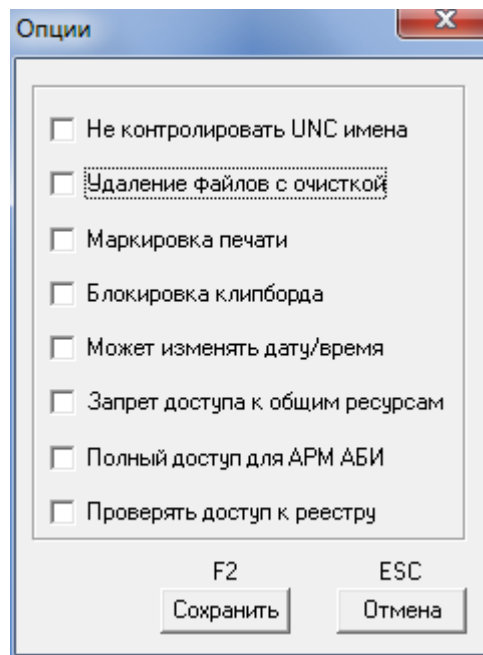 Опции
Не контролировать UNC имена
Удаление файлов с очисткой
Маркировка печати
Блокировка клипборда
Может изменять дату/время
Запрет доступа к общим ресурсам
Полный доступ для АРМ АБИ
Проверять доступ к реестру
F2 ESC
Сохранить Отмена